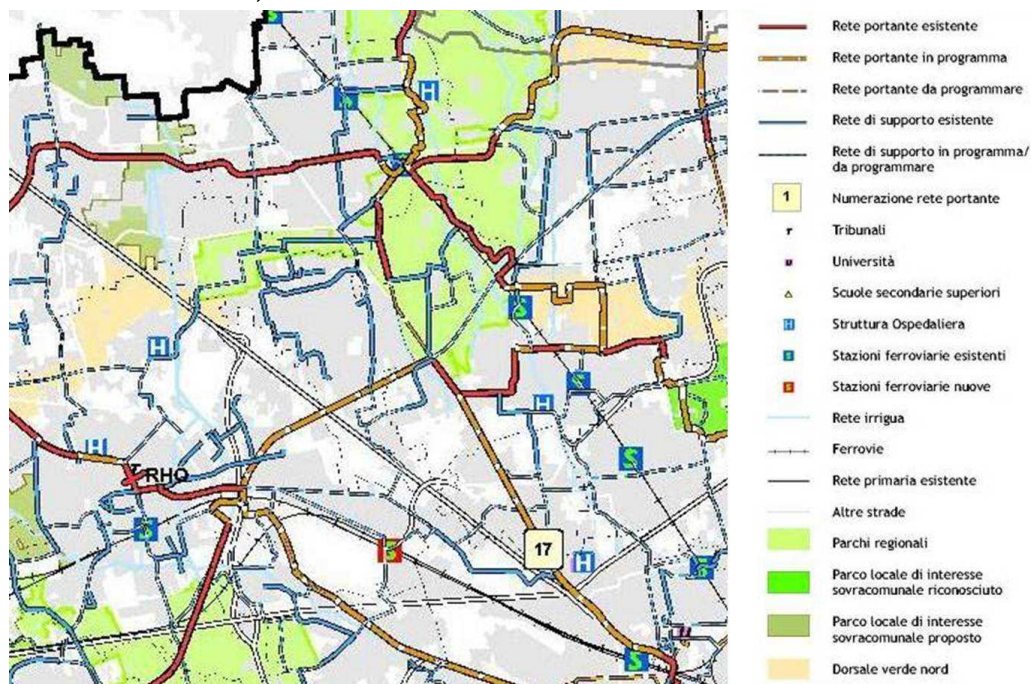 S
S
H
H
S
H
S
H
S
H
RHO
S
S
17
H
S
S
Rete portante esistente
Rete portante in programma
Rete portante da programmare
Rete di supporto esistente
Rete di supporto in programma/
da programmare
1
Numerazione rete portante
T
Tribunali
U
Università
Scuole secondarie superiori
H
Struttura Ospedaliera
S
Stazioni ferroviarie esistenti
S
Stazioni ferroviarie nuove
Rete irrigua
Ferrovie
Rete primaria esistente
Altre strade
Parchi regionali
Parco locale di interesse
sovracomunale riconosciuto
Parco locale di interesse
sovracomunale proposto
Dorsale verde nord